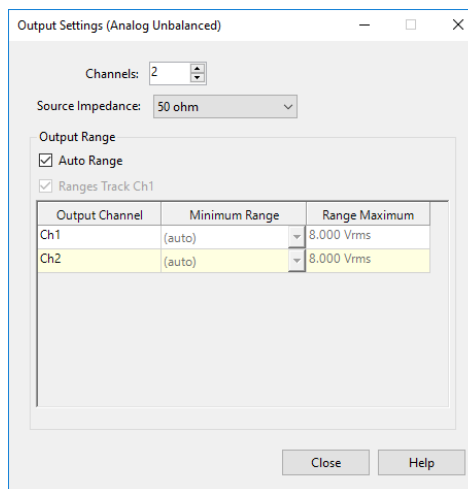 Output Settings (Analog Unbalanced)
Channels: 2
Source Impedance: 50 ohm
Output Range
Auto Range
Ranges Track Ch1
Output Channel Minimum Range Range Maximum
Ch1 (auto) 8.000 Vrms
Ch2 (auto) 8.000 Vrms
Close Help